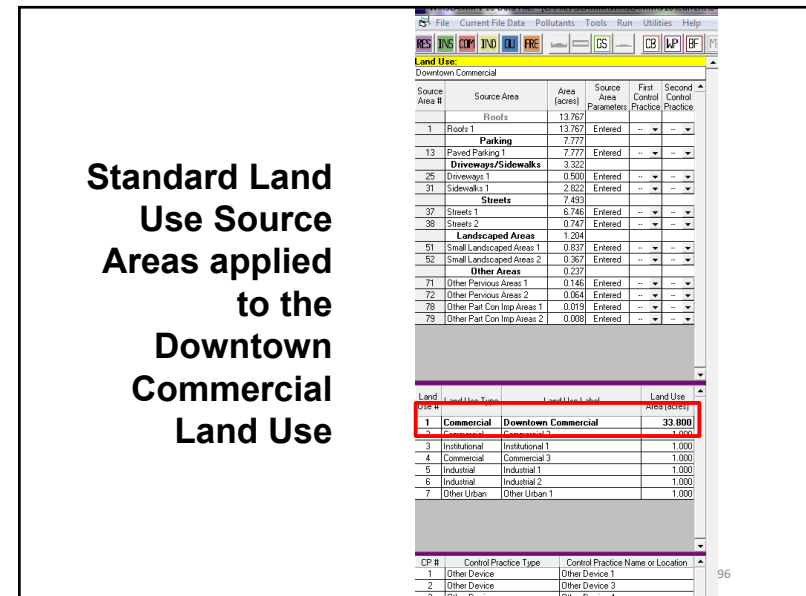 Standard Land
Use Source
Areas applied
to the
Downtown
Commercial
Land Use
File Current File Data Pollutants Tools Run Utilities Help
RES INS COM IND OU FRE GS CB WP BF
Land Use:
Downtown Commercial
Source Area # Source Area Area (acres) Source Area Parameters First Control Practice Second Control Practice
Roofs 13.767
1 Roofs 1 13.767 Entered -- --
Parking 7.777
13 Paved Parking 1 7.777 Entered -- --
Driveways/Sidewalks 3.322
25 Driveways 1 0.500 Entered -- --
31 Sidewalks 1 2.822 Entered -- --
Streets 7.493
37 Streets 1 6.746 Entered -- --
38 Streets 2 0.747 Entered -- --
Landscaped Areas 1.204
51 Small Landscaped Areas 1 0.837 Entered -- --
52 Small Landscaped Areas 2 0.367 Entered -- --
Other Areas 0.237
71 Other Pervious Areas 1 0.146 Entered -- --
72 Other Pervious Areas 2 0.064 Entered -- --
78 Other Part Con Imp Areas 1 0.019 Entered -- --
79 Other Part Con Imp Areas 2 0.008 Entered -- --
Land Use # Land Use Type Land Use Label Land Use Area (acres)
1 Commercial Downtown Commercial 33.800
2 Commercial Commercial 2 1.000
3 Institutional Institutional 1 1.000
4 Commercial Commercial 3 1.000
5 Industrial Industrial 1 1.000
6 Industrial Industrial 2 1.000
7 Other Urban Other Urban 1 1.000
CP # Control Practice Type Control Practice Name or Location
1 Other Device Other Device 1
2 Other Device Other Device 3
96